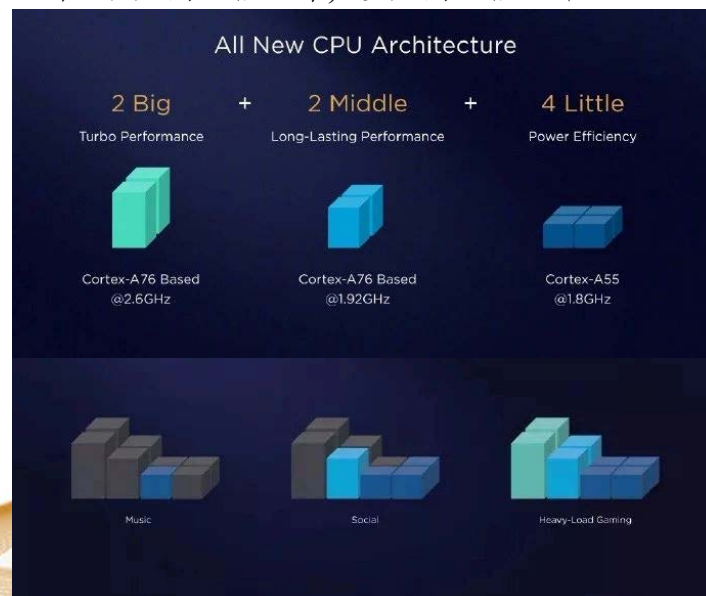 All New CPU Architecture
2 Big + 2 Middle + 4 Little
Turbo Performance Long-Lasting Performance Power Efficiency
Cortex-A76 Based Cortex-A76 Based Cortex-A55
@2.6GHz @1.92GHz @1.8GHz
Music Social Heavy-Load Gaming